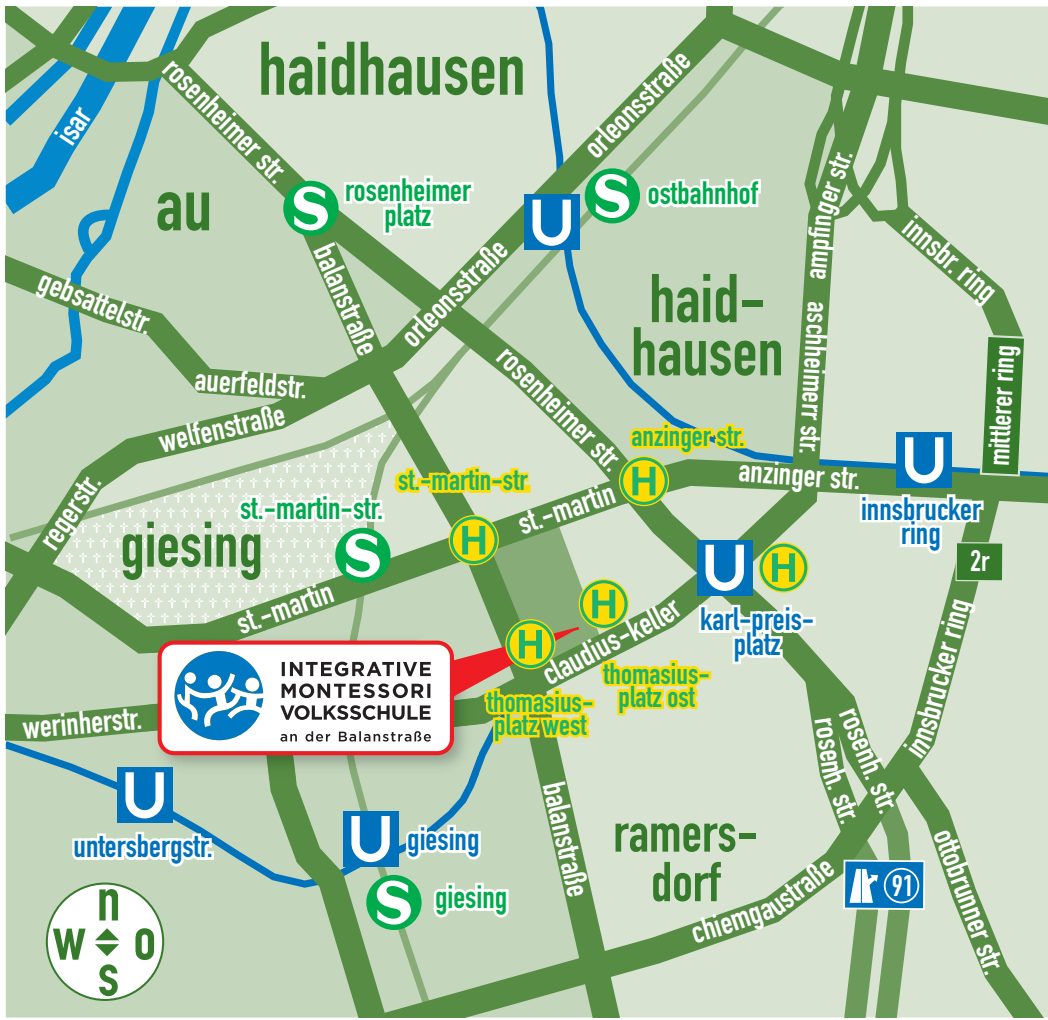 haidhausen
rosenheimer str.
isar
orleonsstraße
au
S
rosenheimer
platz
U
S
ostbahnhof
ampfinger str.
innsbr. ring
balanstraße
orleonsstraße
gebsattelstr.
haid-
hausen
aschheimerr str.
mittlerer ring
auerfeldstr.
welfenstraße
rosenheimer str.
anzinger str.
regerstr.
st.-martin-str.
st.-martin-str.
H
st.-martin
H
anzinger str.
U
innsbrucker
ring
giesing
S
H
2r
st.-martin
U
H
karl-preis-
platz
H
claudius-keller
thomasius-
platz ost
thomasius-
platz west
INTEGRATIVE
MONTESSORI
VOLKSSCHULE
an der Balanstraße
werinherstr.
innsbrucker ring
rosenh. str.
rosenh. str.
U
untersbergstr.
U
giesing
S
giesing
balanstraße
ramers-
dorf
chiemgaustraße
91
ottobrunner str.
n
W O
S